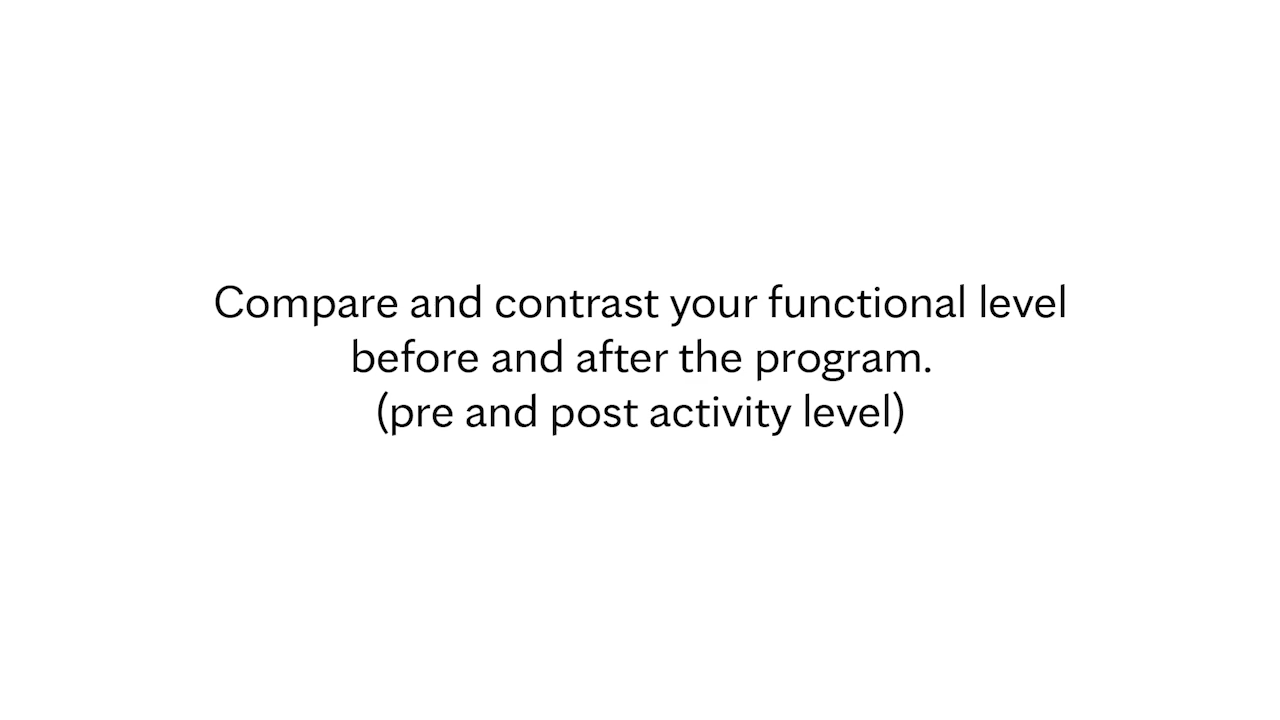 Compare and contrast your functional level
before and after the program.
(pre and post activity level)